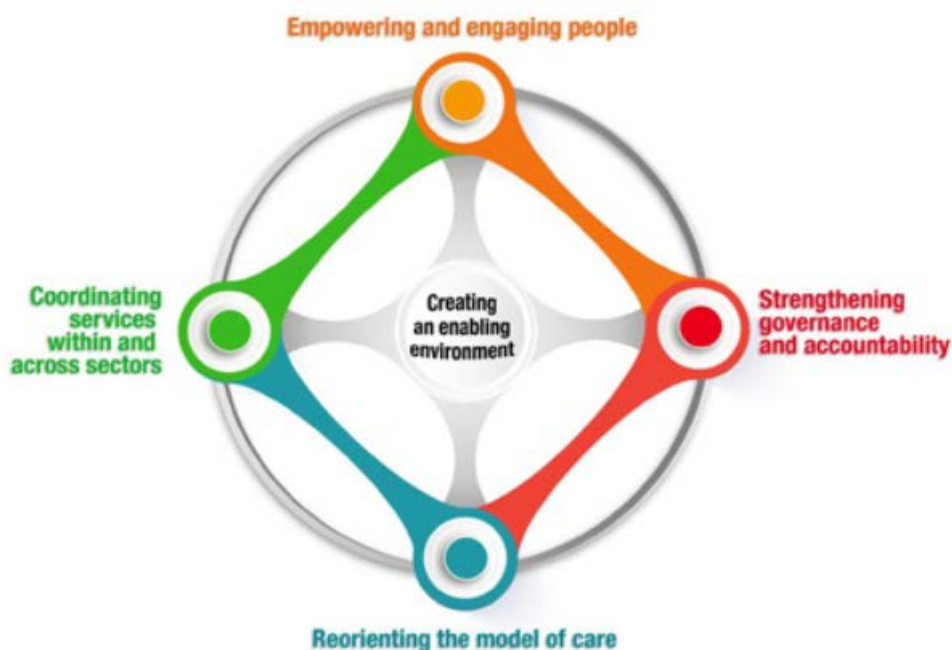 Empowering and engaging people
Coordinating
services
within and
across sectors
Creating
an enabling
environment
Strengthening
governance
and accountability
Reorienting the model of care